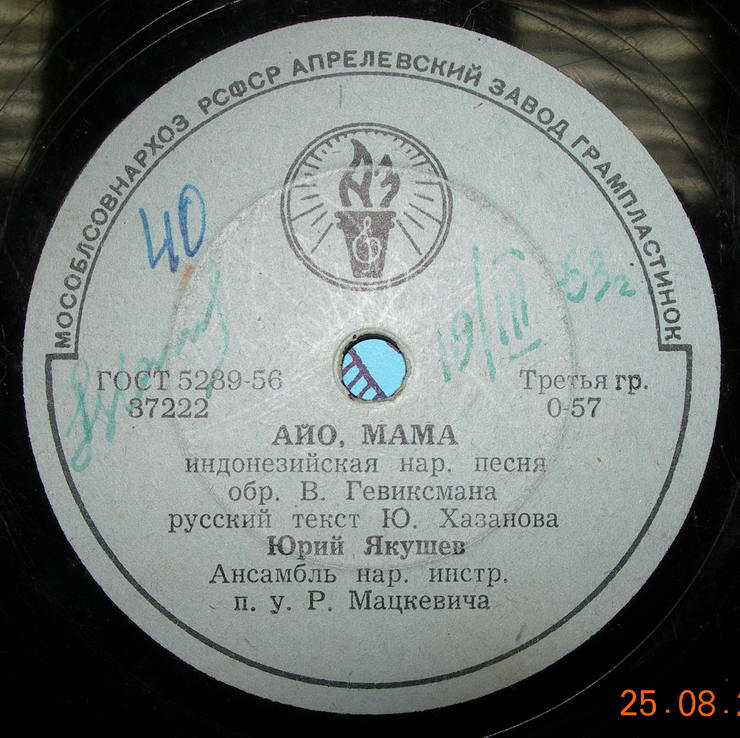 МОСОБЛСОВНАРХОЗ РСФСР АПРЕЛЕВСКИЙ ЗАВОД ГРАМПЛАСТИНОК
40
19/III 63г
ГОСТ 5289-56
37222
Третья гр.
0-57
АЙО, МАМА
индонезийская нар. песня
обр. В. Гевиксмана
русский текст Ю. Хазанова
Юрий Якушев
Ансамбль нар. инстр.
п. у. Р. Мацкевича
25.08.